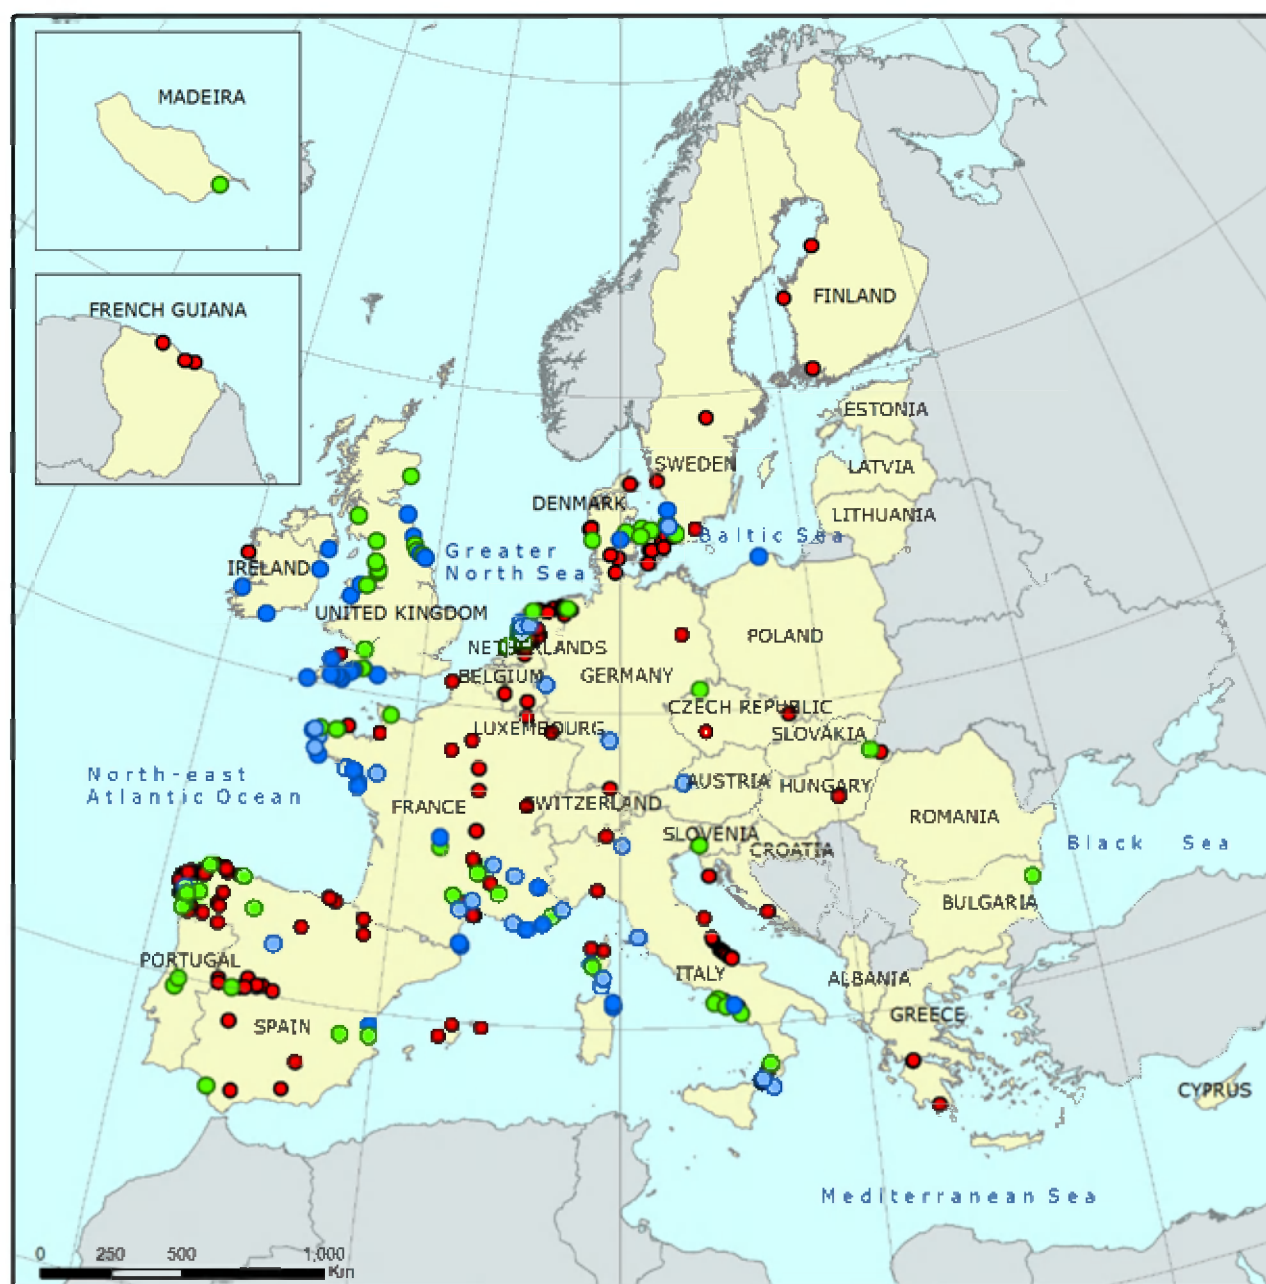 MADEIRA
FRENCH GUIANA
FINLAND
ESTONIA
SWEDEN
LATVIA
DENMARK
LITHUANIA
Baltic Sea
Greater
North Sea
IRELAND
UNITED KINGDOM
POLAND
NETHERLANDS
BELGIUM
GERMANY
CZECH REPUBLIC
LUXEMBOURG
SLOVAKIA
North-east
Atlantic Ocean
AUSTRIA
HUNGARY
FRANCE
SWITZERLAND
ROMANIA
SLOVENIA
CROATIA
Black Sea
BULGARIA
PORTUGAL
ITALY
ALBANIA
SPAIN
GREECE
CYPRUS
Mediterranean Sea
0 250 500 1,000
Km